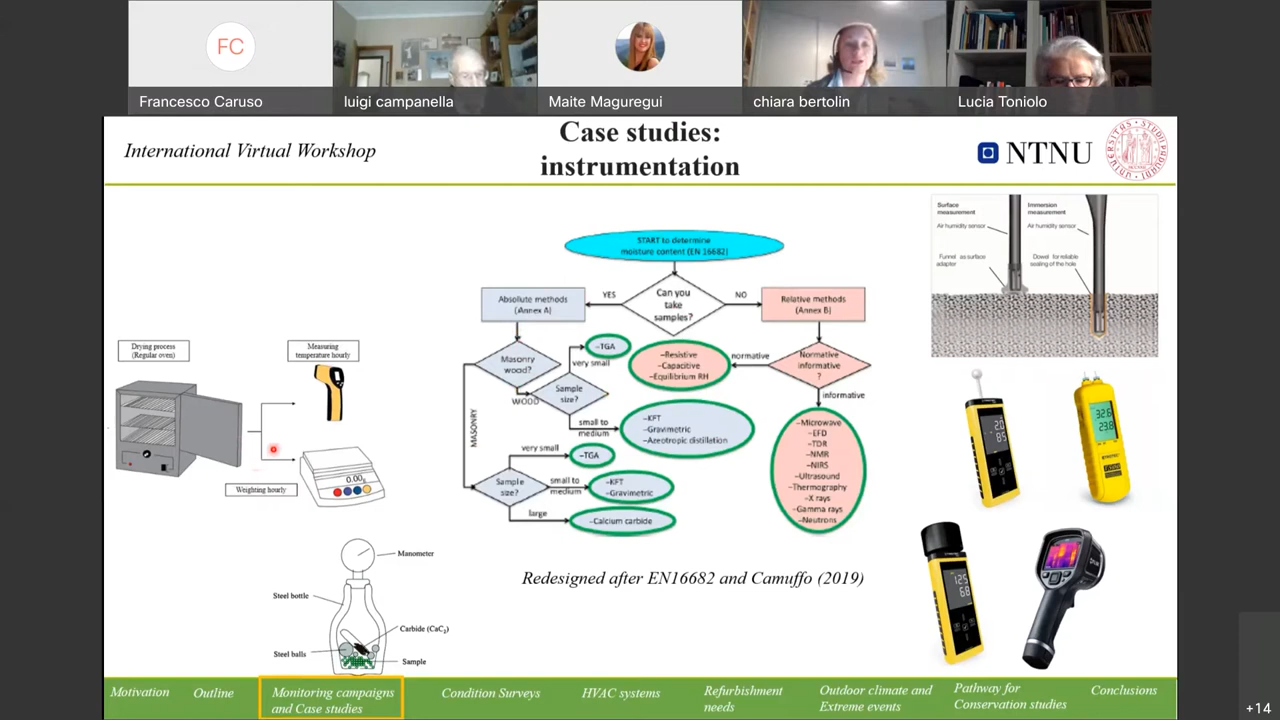 FC
Francesco Caruso
luigi campanella
Maite Maguregui
chiara bertolin
Lucia Toniolo
International Virtual Workshop
Case studies:
instrumentation
NTNU
START to determine
moisture content (EN 16682)
Absolute methods
(Annex A)
YES
Can you
take
samples?
NO
Relative methods
(Annex B)
Masonry
wood?
-TGA
very small
WOOD
Sample
size?
small to
medium
-KFT
-Gravimetric
-Azeotropic distillation
-Resistive
-Capacitive
-Equilibrium RH
normative
Normative
informative
?
informative
-Microwave
-EFD
-TDR
-NMR
-NIRS
-Ultrasound
-Thermography
-X rays
-Gamma rays
-Neutrons
MASONRY
very small
-TGA
Sample
size?
small to
medium
-KFT
-Gravimetric
large
-Calcium carbide
Redesigned after EN16682 and Camuffo (2019)
Drying process
(Regular oven)
Measuring
temperature hourly
Weighting hourly
0.00g
Manometer
Steel bottle
Carbide (CaC2)
Steel balls
Sample
Surface
measurement
Immersion
measurement
Air humidity sensor
Air humidity sensor
Funnel as surface
adapter
Dowel for reliable
sealing of the hole
32.6
23.8
Motivation
Outline
Monitoring campaigns
and Case studies
Condition Surveys
HVAC systems
Refurbishment
needs
Outdoor climate and
Extreme events
Pathway for
Conservation studies
Conclusions
+14